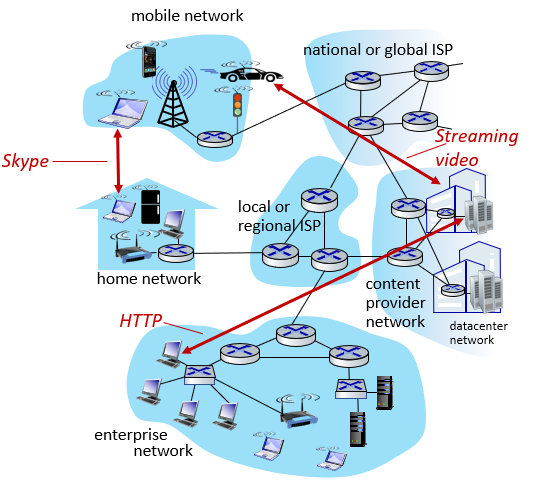 mobile network
national or global ISP
Streaming
video
Skype
local or
regional ISP
home network
content
provider
network
datacenter
network
HTTP
enterprise
network